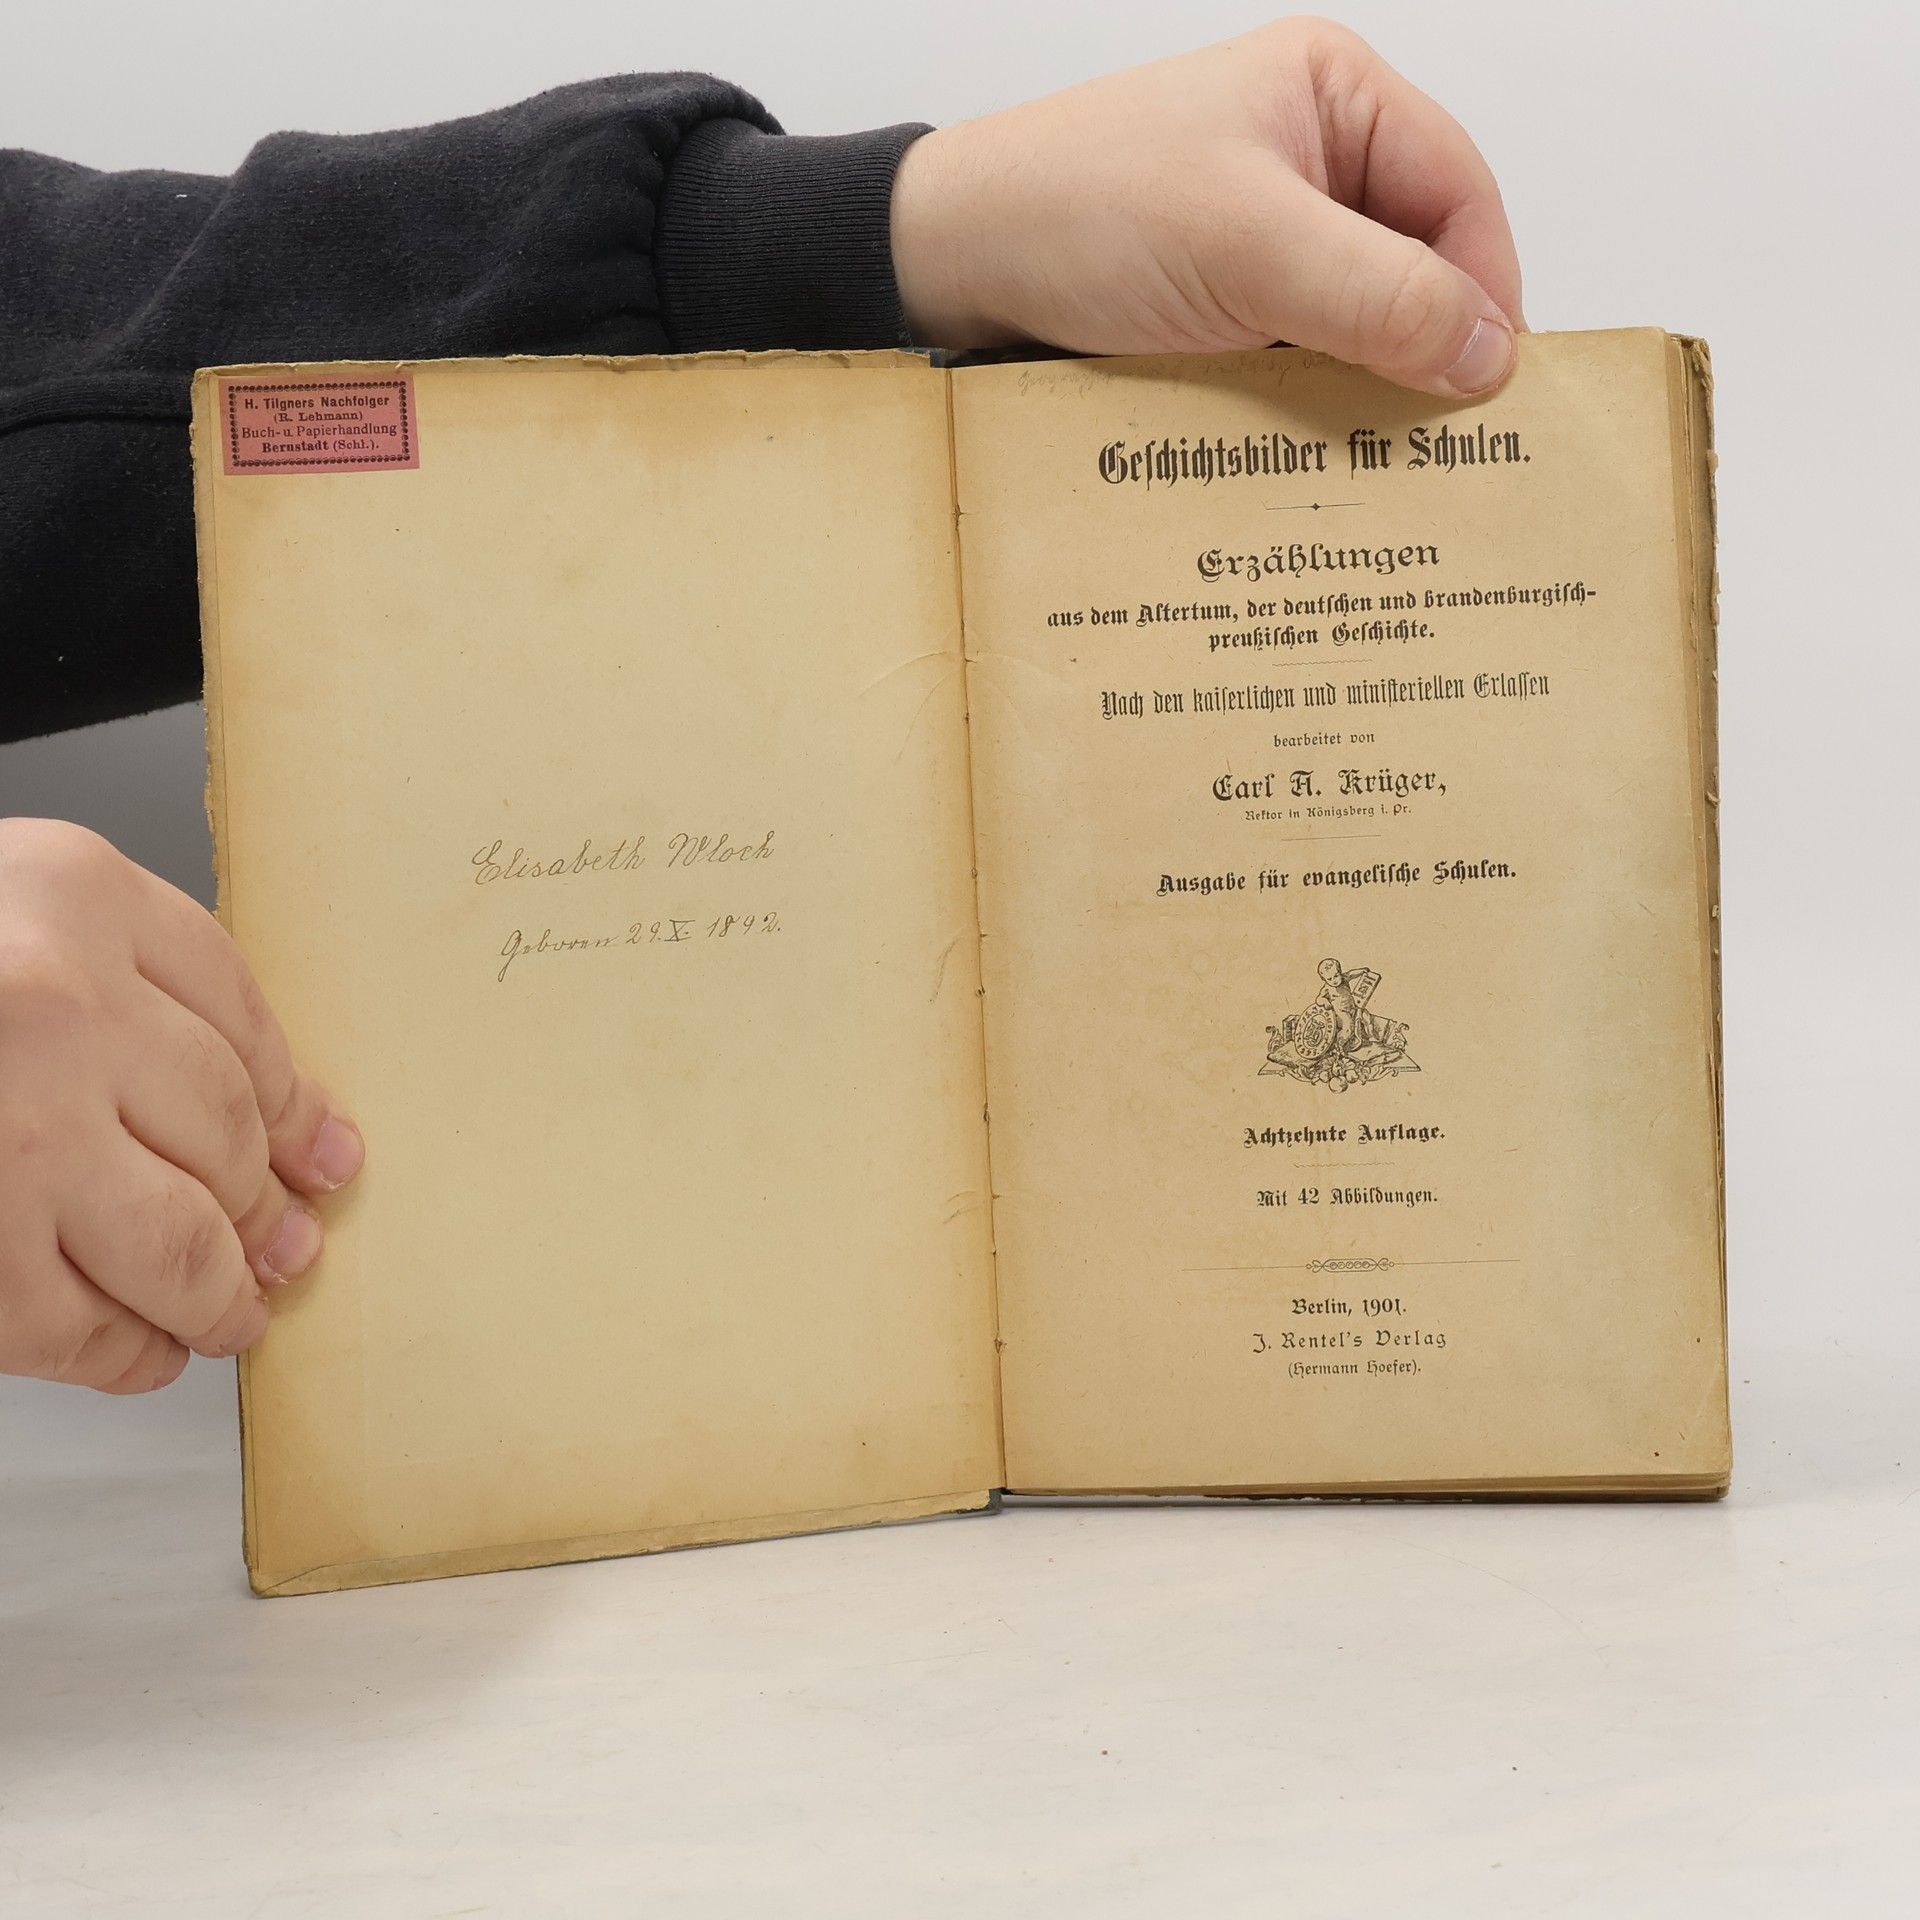 H. Tilgners Nachfolger
(R. Lehmann)
Buch- u. Papierhandlung
Bernstadt (Schl.).
Elisabeth Wloch
Geboren 29. X. 1892.
Geschichtsbilder für Schulen.
Erzählungen
aus dem Altertum, der deutschen und brandenburgisch-
preußischen Geschichte.
Nach den kaiserlichen und ministeriellen Erlassen
bearbeitet von
Carl A. Krüger,
Rektor in Königsberg i. Pr.
Ausgabe für evangelische Schulen.
Achtzehnte Auflage.
Mit 42 Abbildungen.
Berlin, 1901.
J. Rentel's Verlag
(Hermann Hoefer).